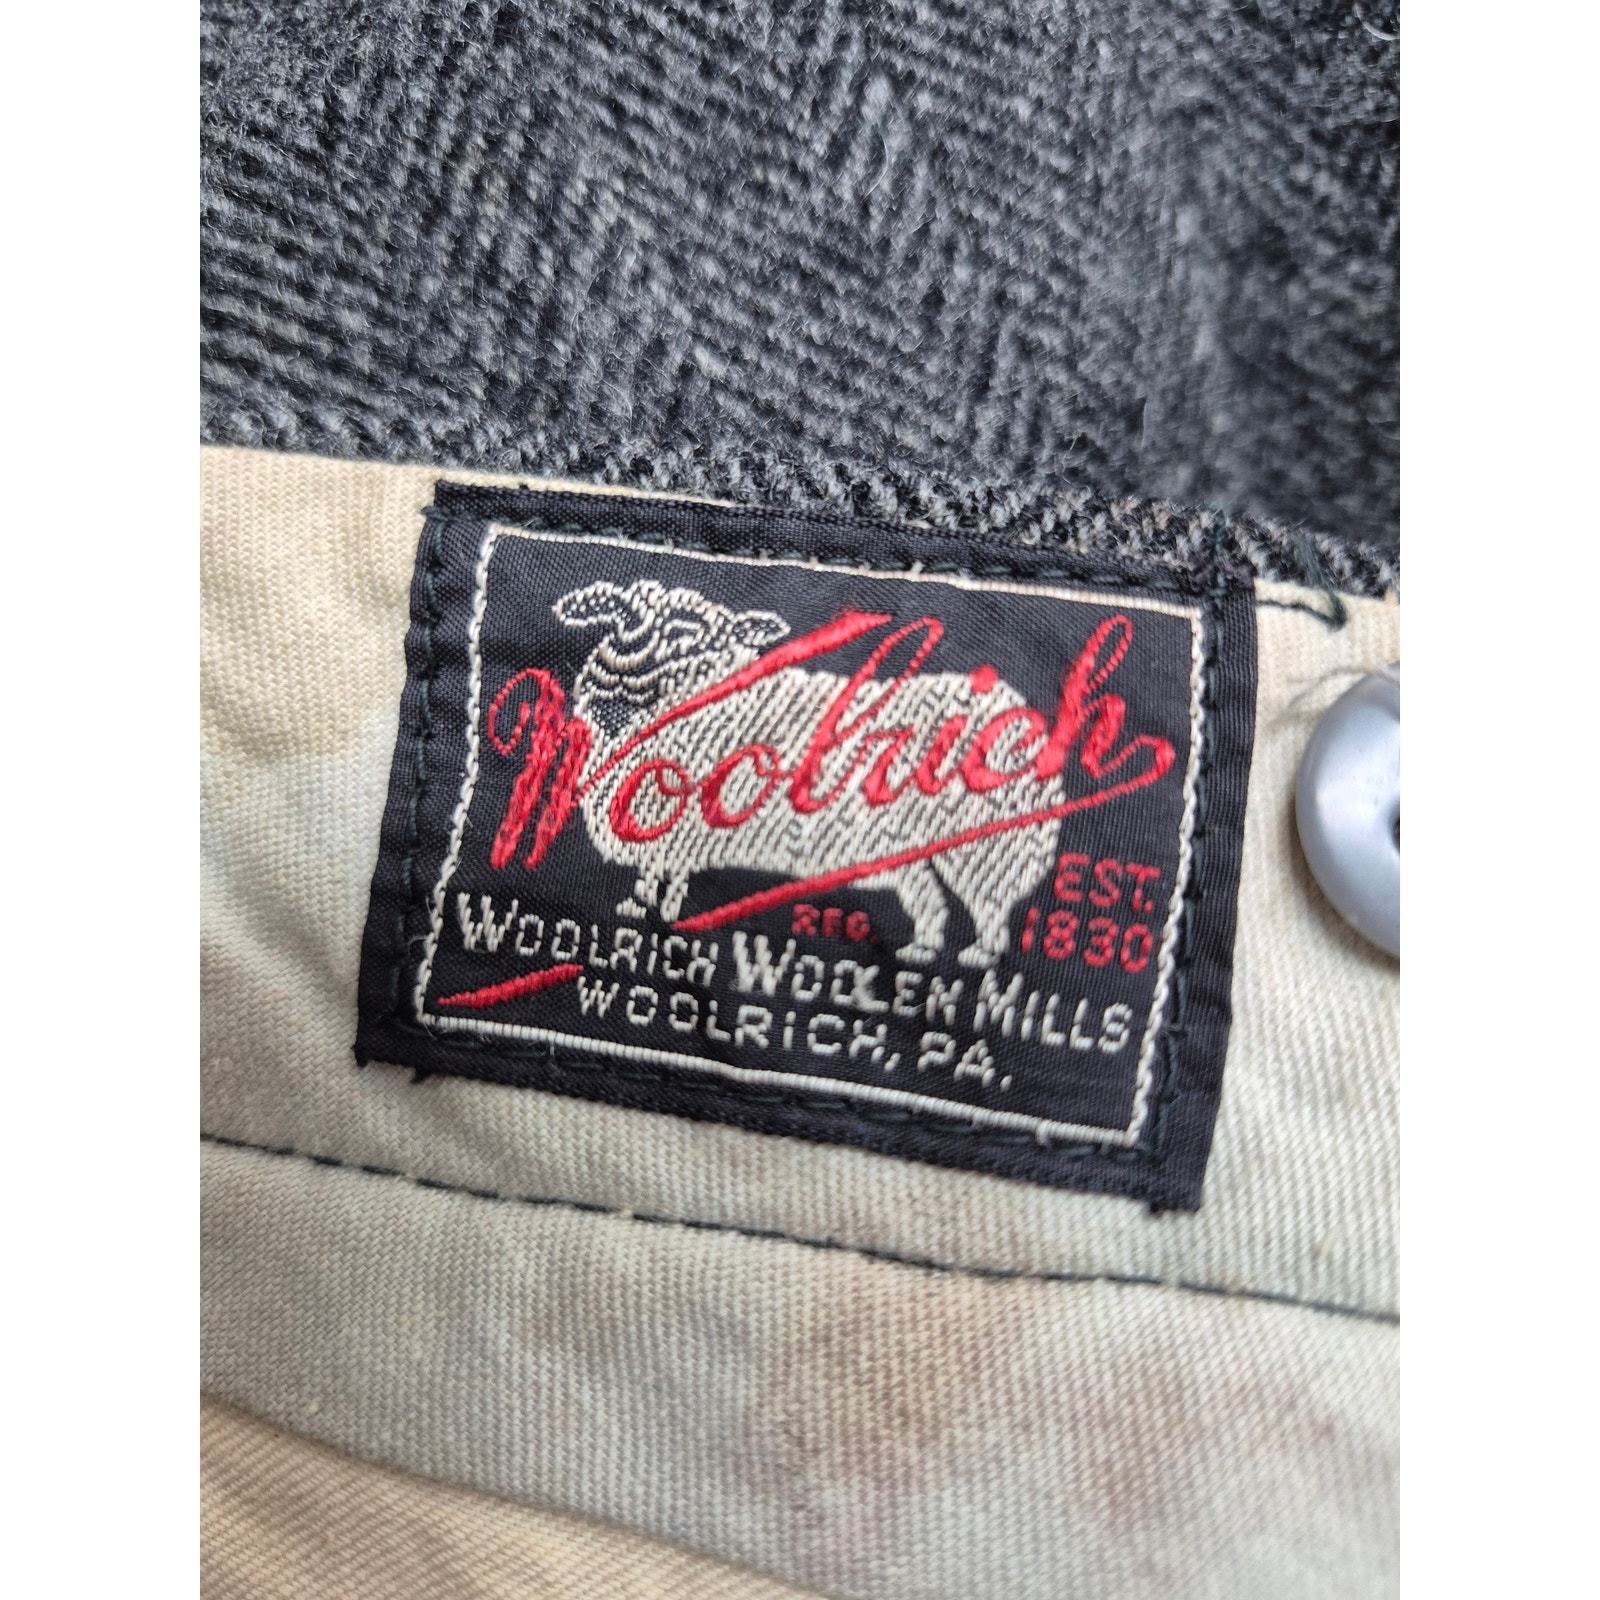 Woolrich
EST.
1830
REG.
WOOLRICH WOOLEN MILLS
WOOLRICH, PA.